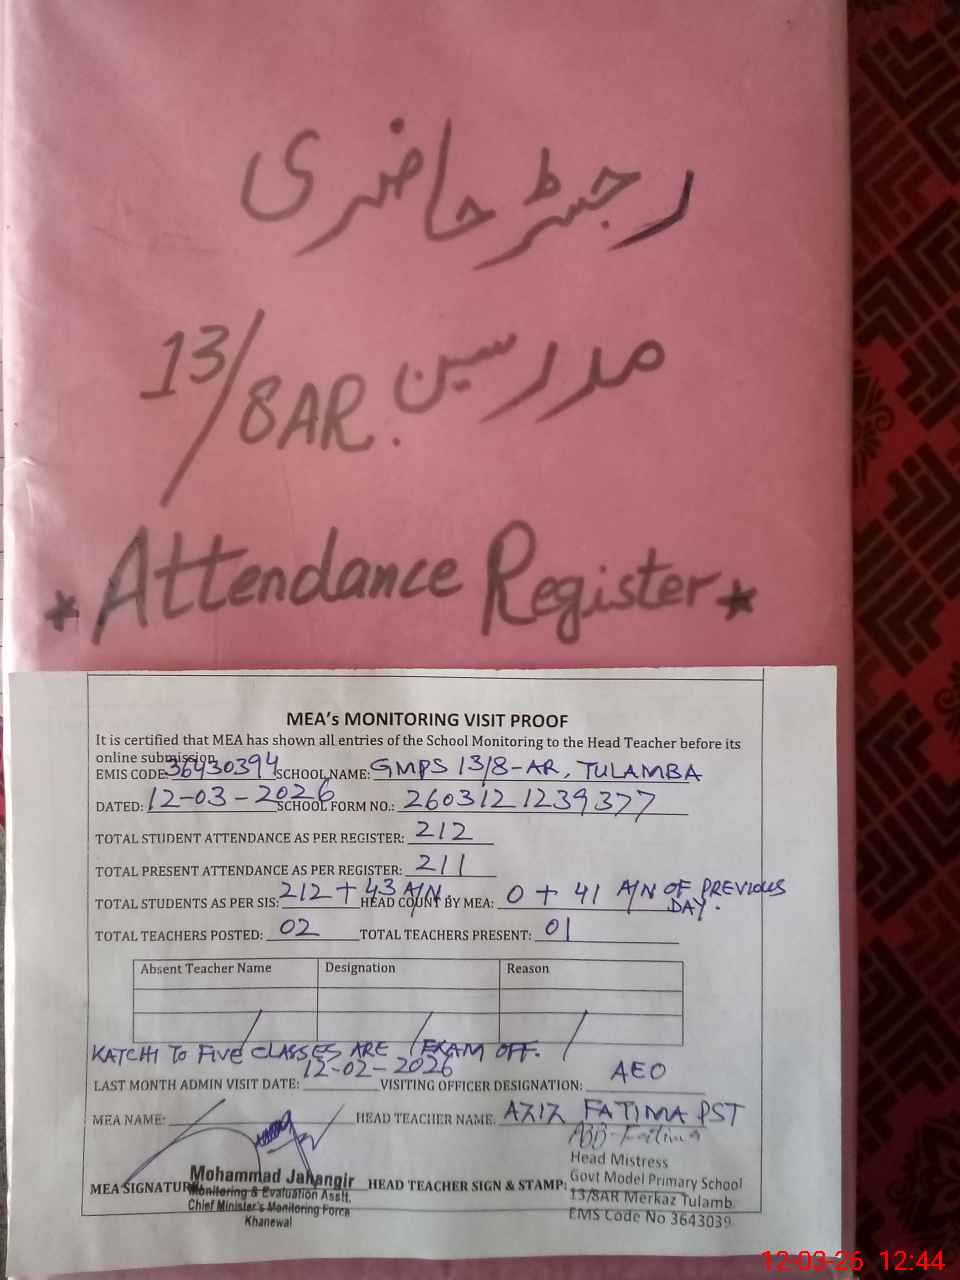 رجسٹر حاضری
مدرسین 13/8AR.
* Attendance Register *
MEA's MONITORING VISIT PROOF
It is certified that MEA has shown all entries of the School Monitoring to the Head Teacher before its
online submission
EMIS CODE: 36430394 SCHOOL NAME: GMPS 13/8-AR, TULAMBA
DATED: 12-03-2026 SCHOOL FORM NO.: 2603121239377
TOTAL STUDENT ATTENDANCE AS PER REGISTER: 212
TOTAL PRESENT ATTENDANCE AS PER REGISTER: 211
TOTAL STUDENTS AS PER SIS: 212 + 43 A/N. HEAD COUNT BY MEA: 0 + 41 A/N OF PREVIOUS
DAY.
TOTAL TEACHERS POSTED: 02 TOTAL TEACHERS PRESENT: 01
Absent Teacher Name Designation Reason
KATCHI TO FIVE CLASSES ARE EXAM OFF.
LAST MONTH ADMIN VISIT DATE: 12-02-2026 VISITING OFFICER DESIGNATION: AEO
MEA NAME: HEAD TEACHER NAME. AZIZ FATIMA PST
Head Mistress
Mohammad Jahangir Govt Model Primary School
MEA SIGNATURE Monitoring & Evaluation Asstt. HEAD TEACHER SIGN & STAMP: 13/8AR Merkaz Tulamb
Chief Minister's Monitoring Force EMS Code No 3643039
Khanewal
12-03-26 12:44